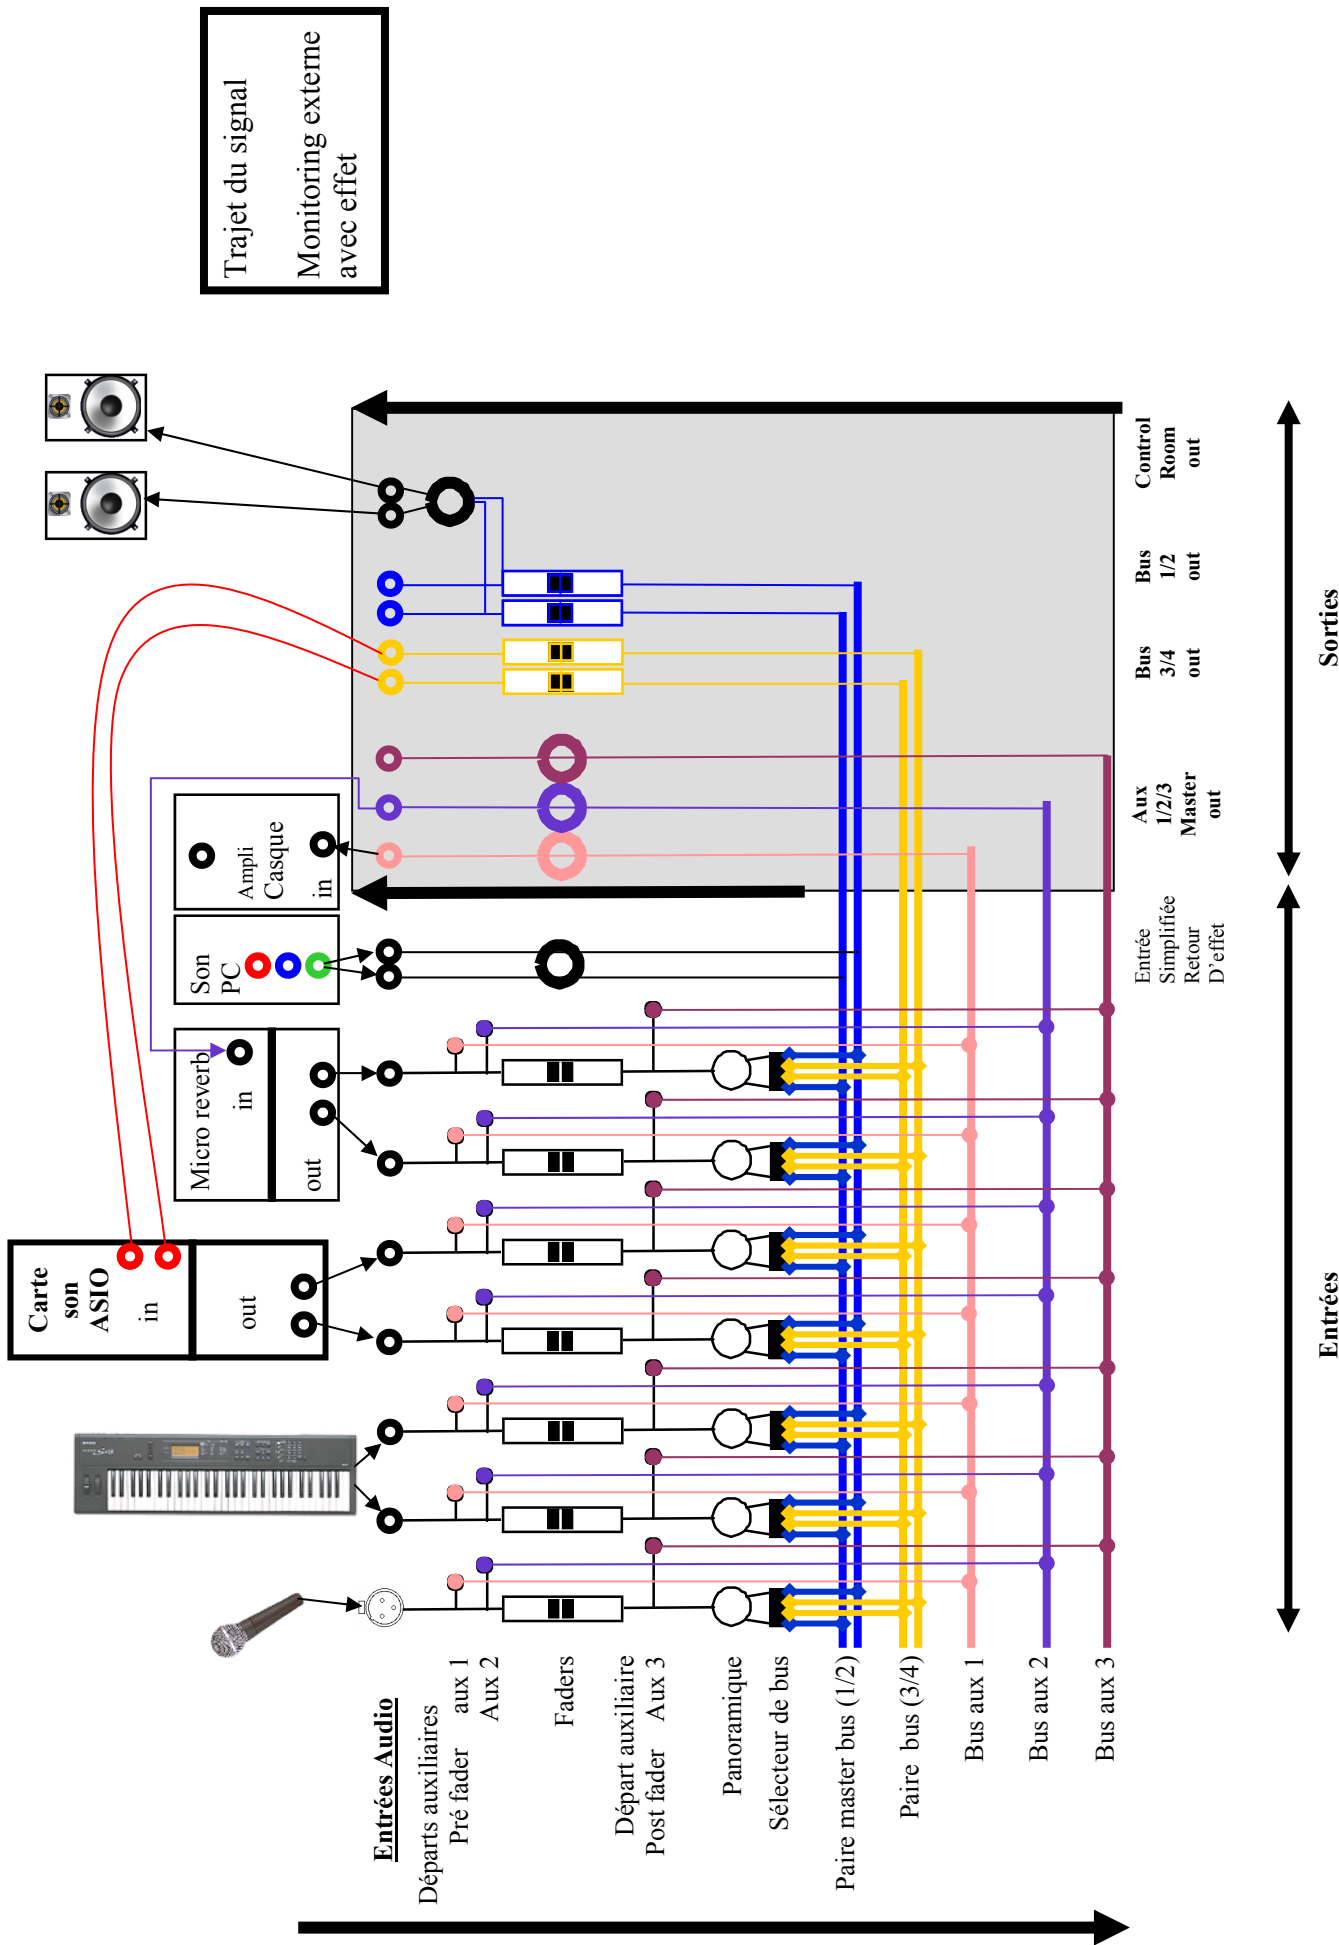 Trajet du signal
Monitoring externe
avec effet
Carte
son
ASIO
in
out
Micro reverb
in
out
Son
PC
Ampli
Casque
in
Entrées Audio
Départs auxiliaires
Pré fader aux 1
Aux 2
Faders
Départ auxiliaire
Post fader Aux 3
Panoramique
Sélecteur de bus
Paire master bus (1/2)
Paire bus (3/4)
Bus aux 1
Bus aux 2
Bus aux 3
Entrée
Simplifiée
Retour
D'effet
Aux
1/2/3
Master
out
Bus
3/4
out
Bus
1/2
out
Control
Room
out
Entrées
Sorties